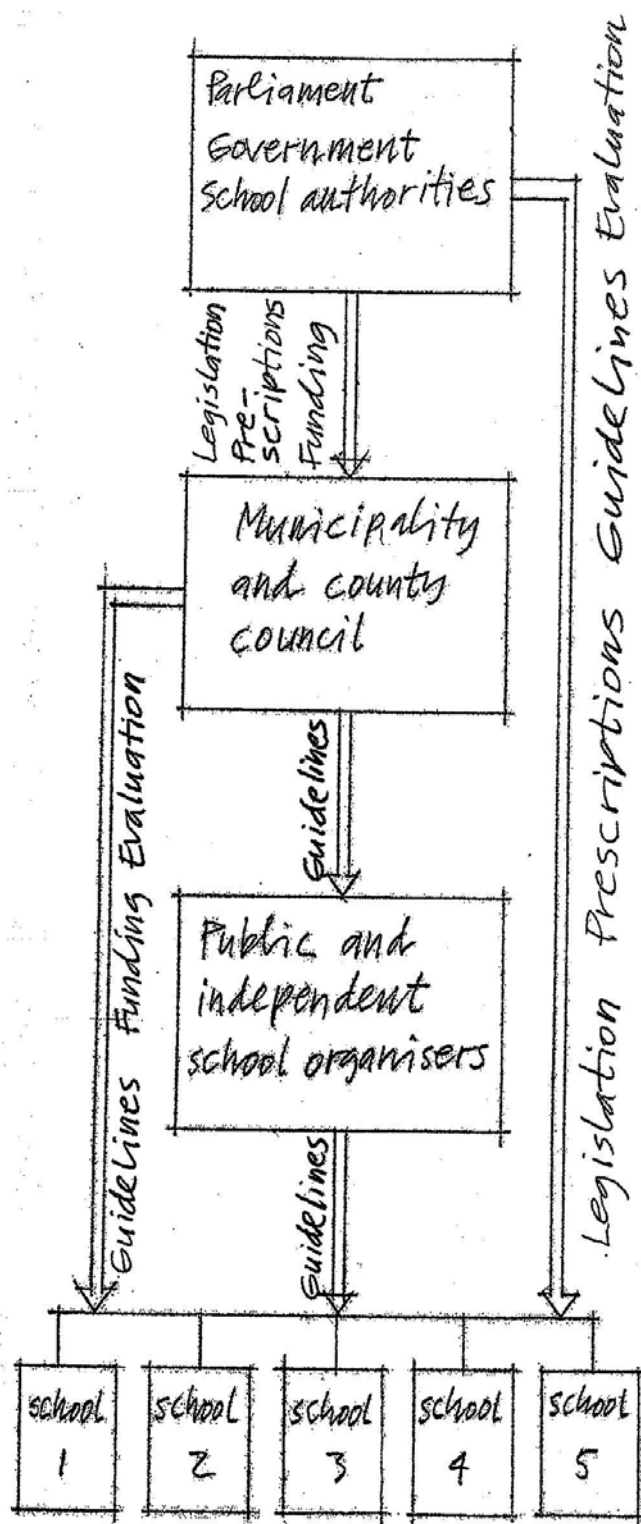 Parliament
Government
School authorities
Legislation
Pre-
scriptions
Funding
Municipality
and county
council
Guidelines
Public and
independent
school organisers
Guidelines
Guidelines Funding Evaluation
Legislation Prescriptions Guidelines Evaluation
school
1
school
2
school
3
school
4
school
5